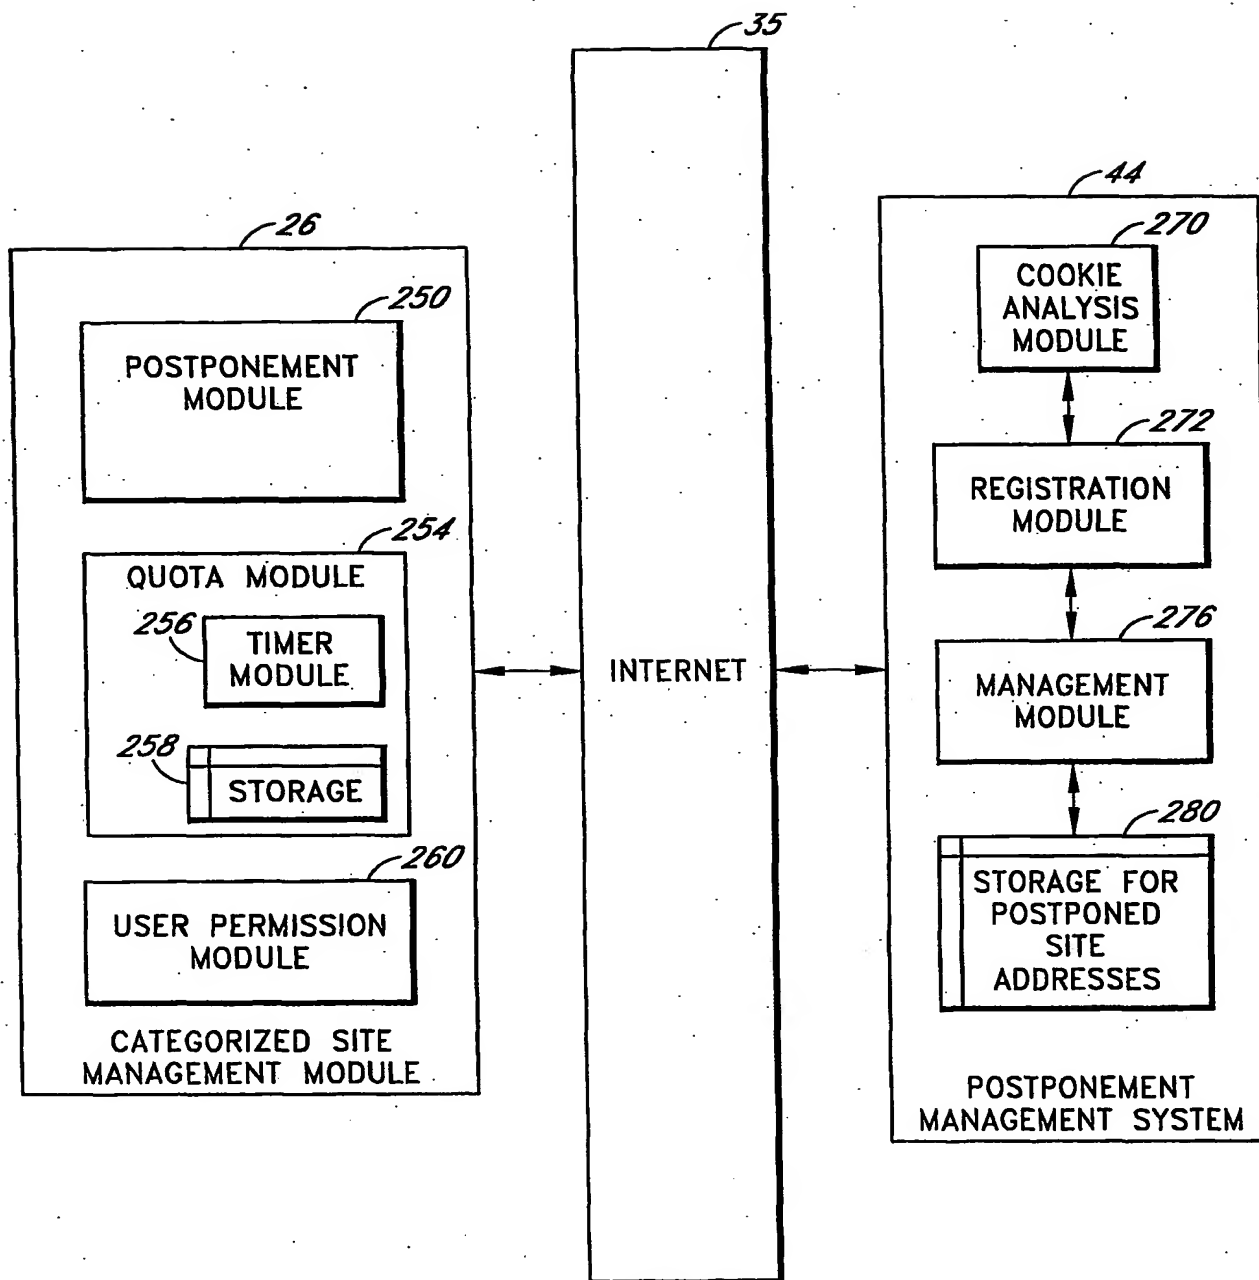 35
26
250
POSTPONEMENT
MODULE
254
QUOTA MODULE
256
TIMER
MODULE
258
STORAGE
260
USER PERMISSION
MODULE
CATEGORIZED SITE
MANAGEMENT MODULE
INTERNET
44
270
COOKIE
ANALYSIS
MODULE
272
REGISTRATION
MODULE
276
MANAGEMENT
MODULE
280
STORAGE FOR
POSTPONED
SITE
ADDRESSES
POSTPONEMENT
MANAGEMENT SYSTEM